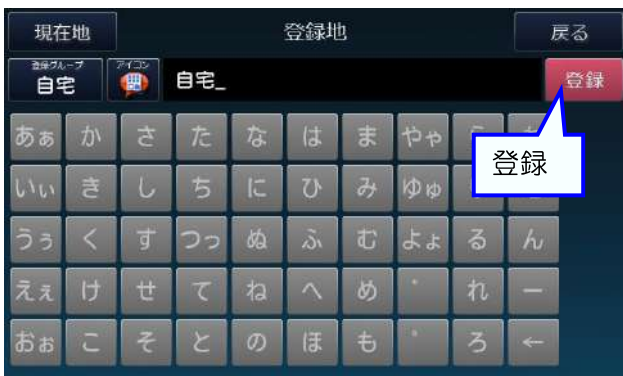 現在地 登録地 戻る
登録グループ 自宅 アイコン 自宅_ 登録
登録
あぁ か さ た な は ま やゃ
いぃ き し ち に ひ み ゆゅ
うぅ く す つっ ぬ ふ む よょ る ん
えぇ け せ て ね へ め ゛ れ ー
おぉ こ そ と の ほ も ゜ ろ ←